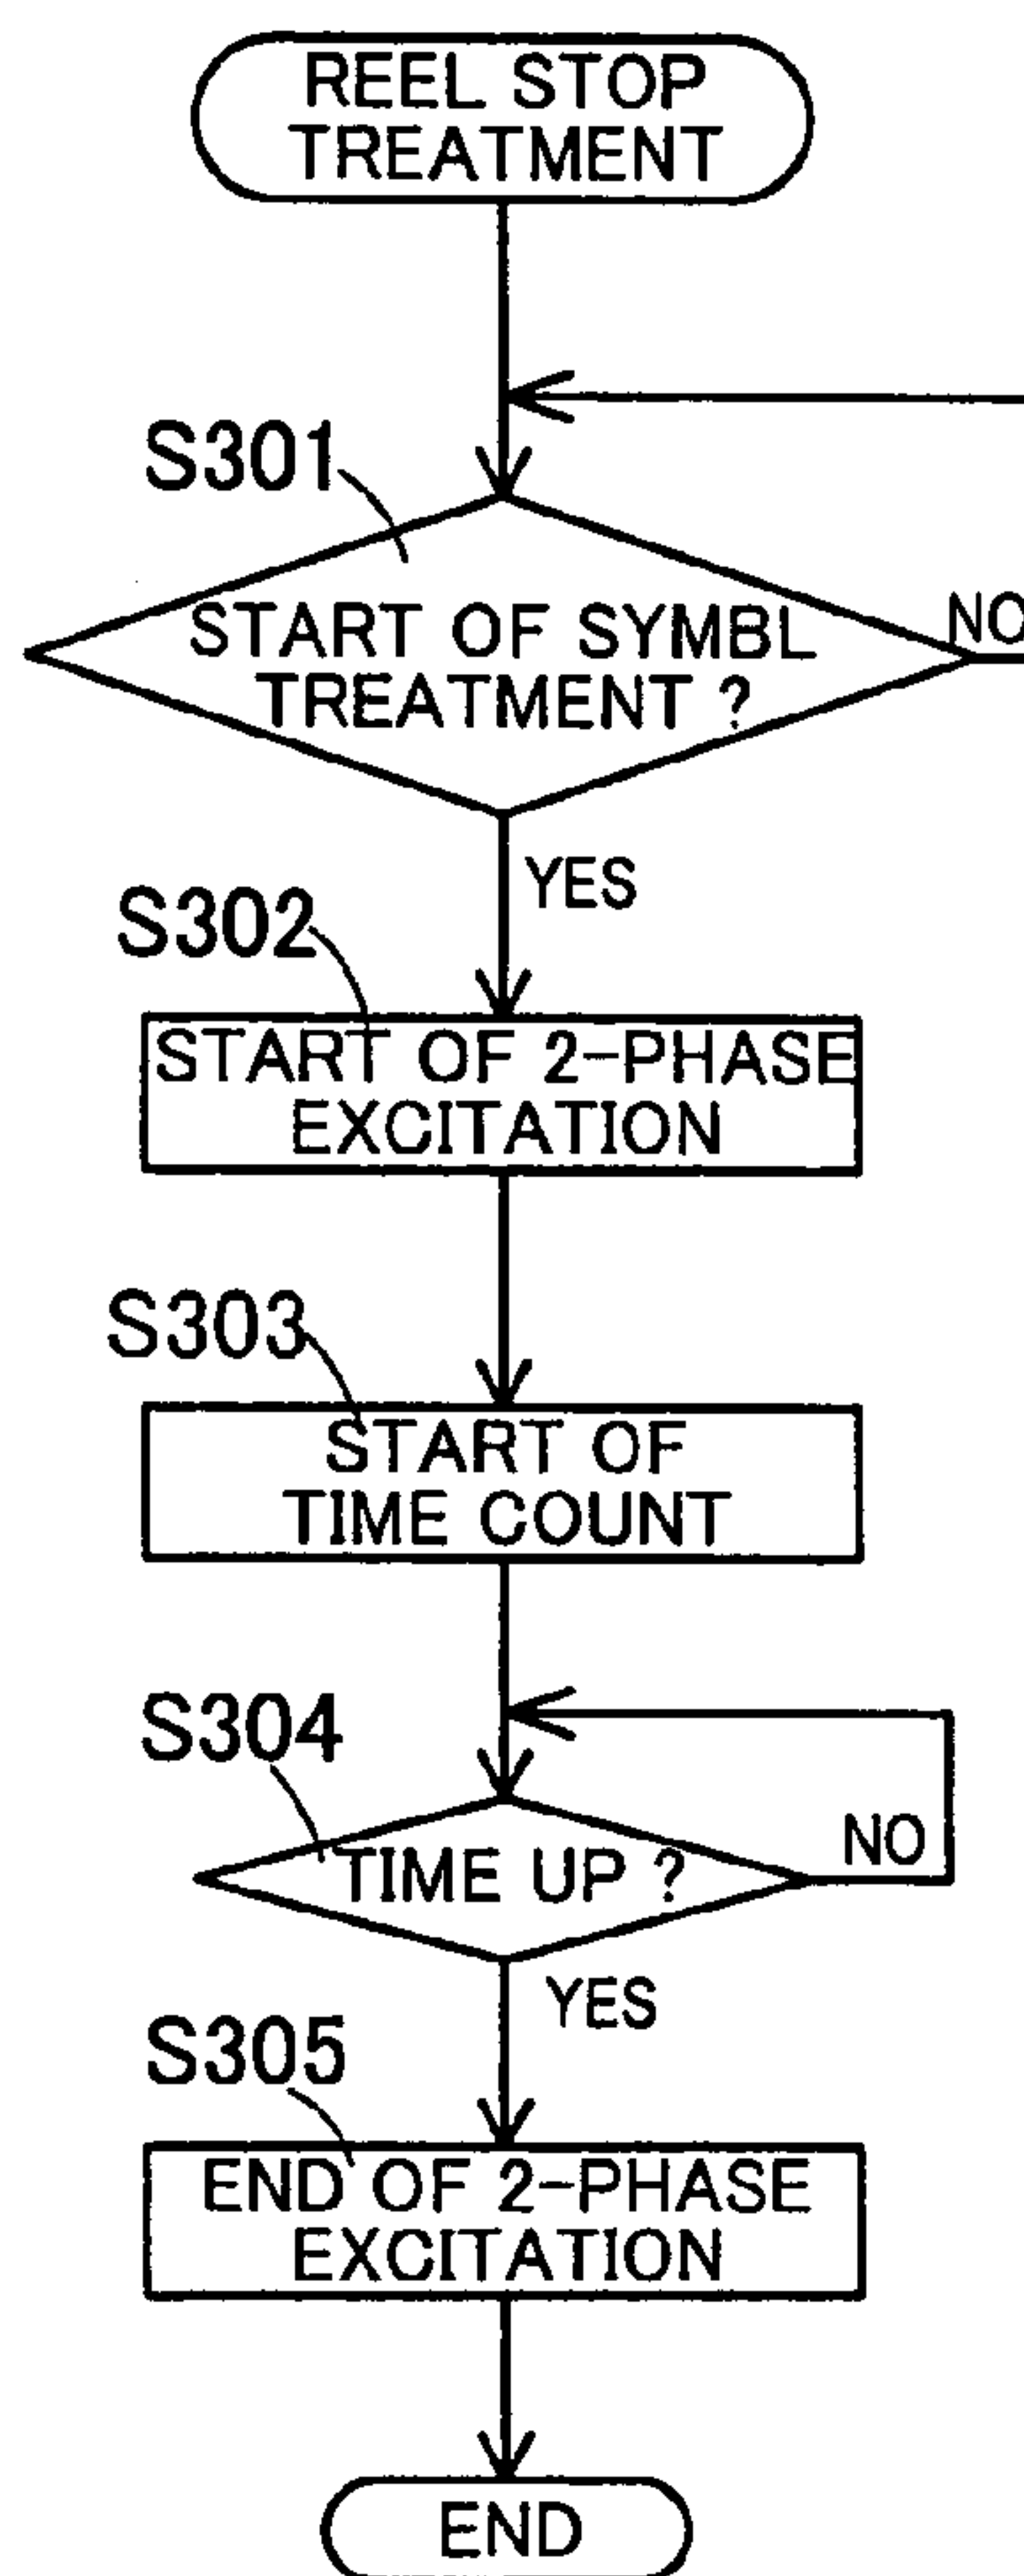 REEL STOP
TREATMENT
S301
START OF SYMBL
TREATMENT ?
NO
YES
S302
START OF 2-PHASE
EXCITATION
S303
START OF
TIME COUNT
S304
TIME UP ?
NO
YES
S305
END OF 2-PHASE
EXCITATION
END